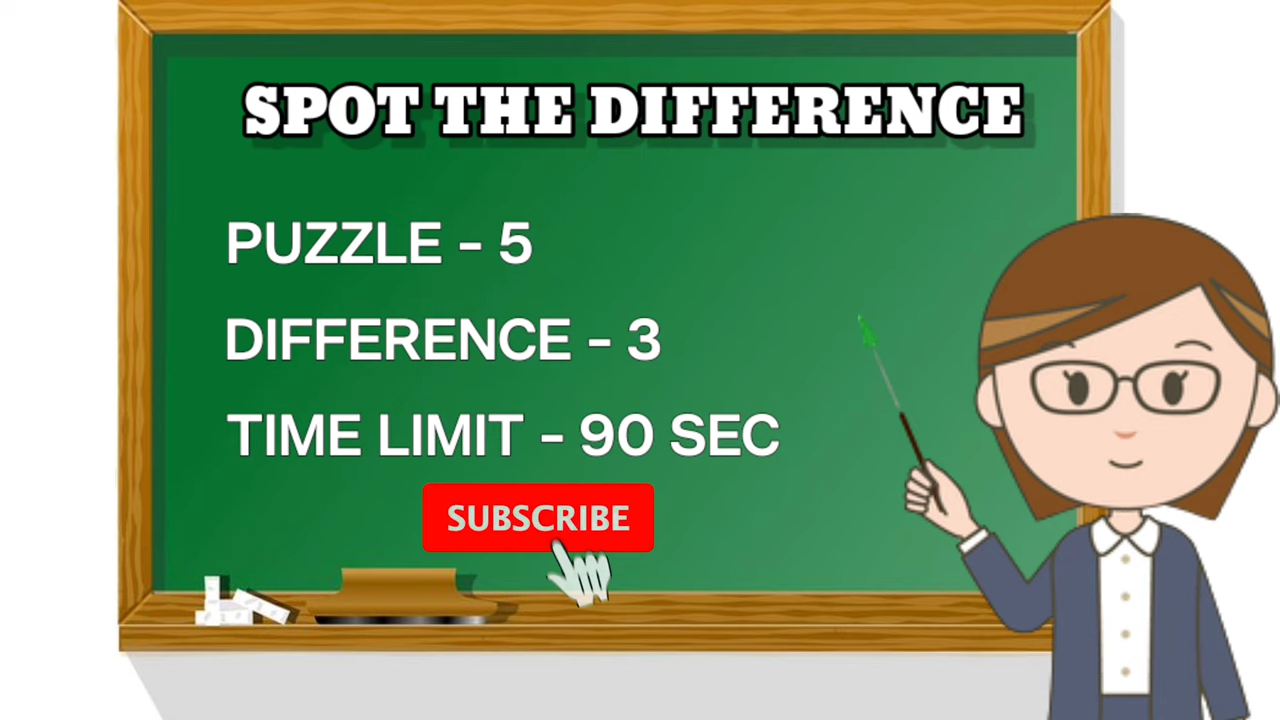 SPOT THE DIFFERENCE
PUZZLE - 5
DIFFERENCE - 3
TIME LIMIT - 90 SEC
SUBSCRIBE